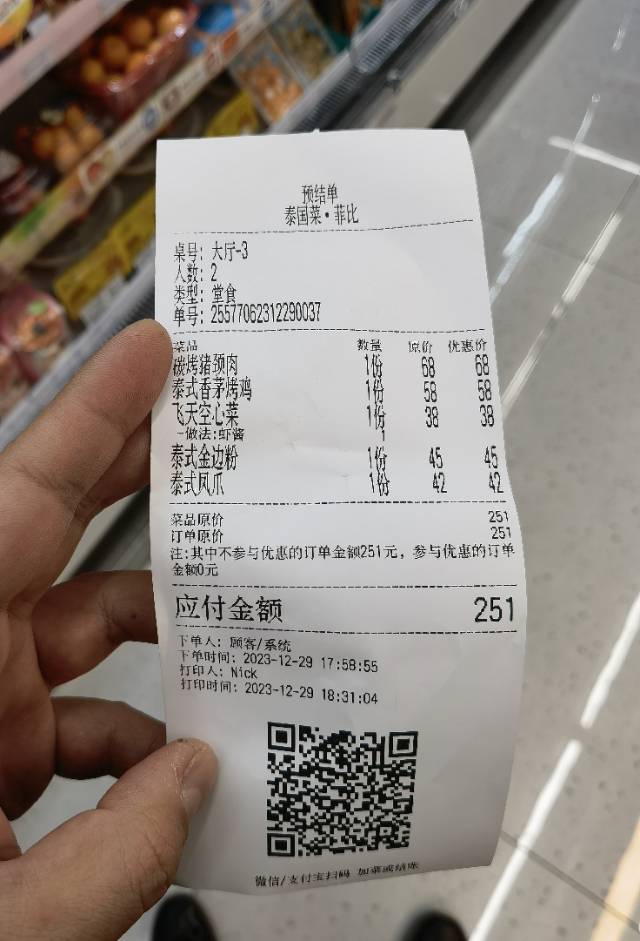 预结单
泰国菜•菲比
桌号: 大厅-3
人数: 2
类型: 堂食
单号: 25577062312290037
菜品 数量 原价 优惠价
碳烤猪颈肉 1份 68 68
泰式香茅烤鸡 1份 58 58
飞天空心菜 1份 38 38
-做法:虾酱 1
泰式金边粉 1份 45 45
泰式凤爪 1份 42 42
菜品原价 251
订单原价 251
注:其中不参与优惠的订单金额251元, 参与优惠的订单
金额0元
应付金额 251
下单人: 顾客/系统
下单时间: 2023-12-29 17:58:55
打印人: Nick
打印时间: 2023-12-29 18:31:04
微信/支付宝扫码 加菜或结账